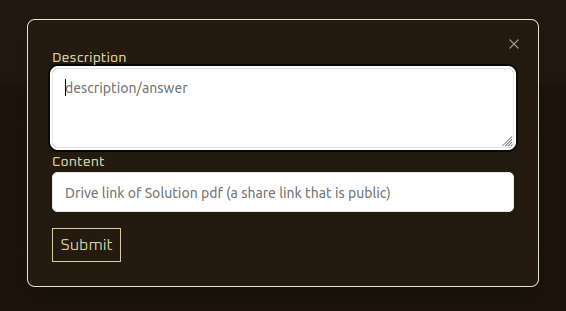 Description
description/answer
Content
Drive link of Solution pdf (a share link that is public)
Submit